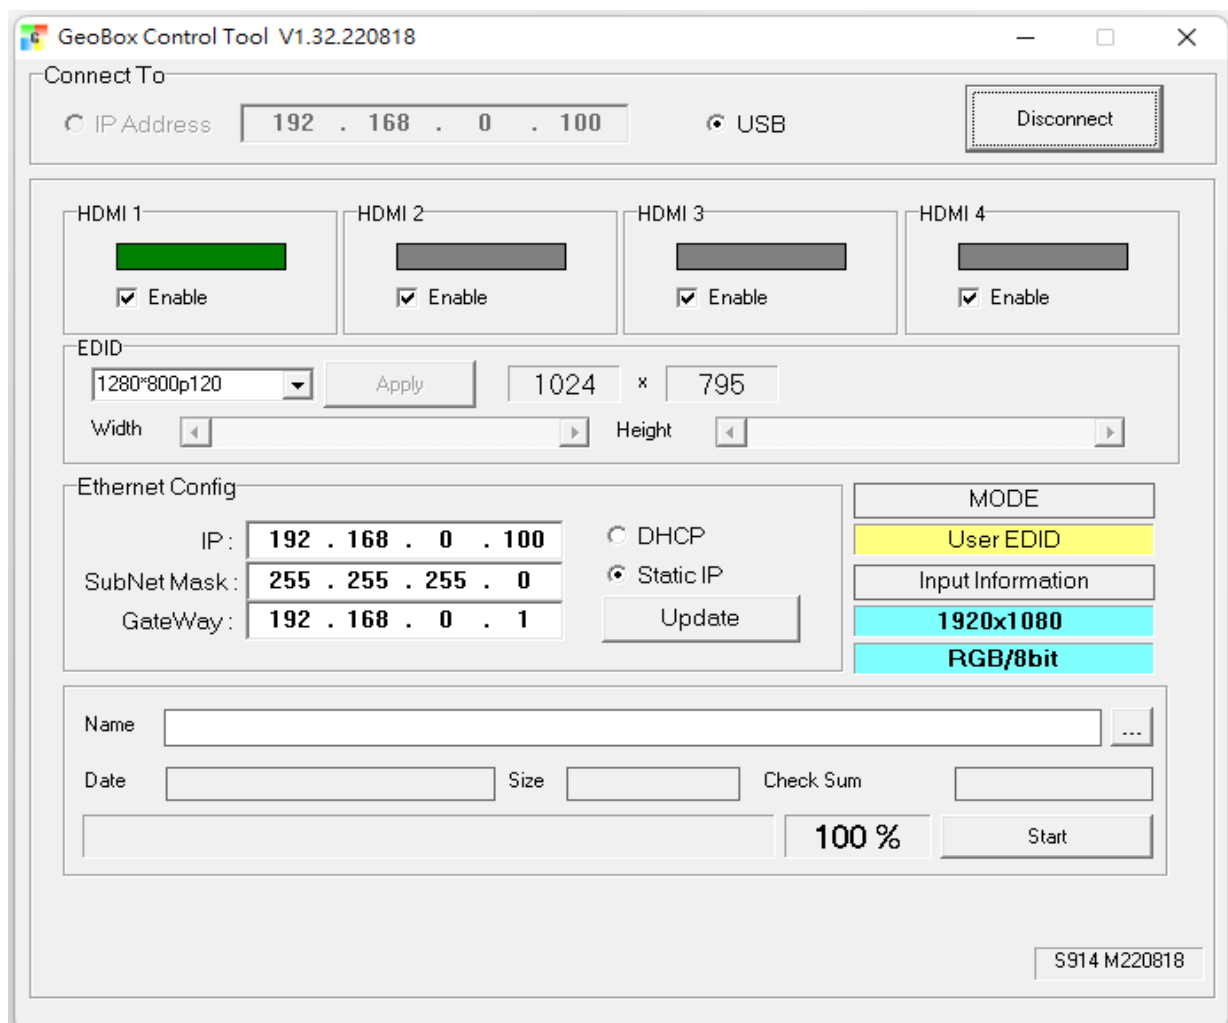 GeoBox Control Tool V1.32.220818
Connect To
IP Address 192 . 168 . 0 . 100 USB Disconnect
HDMI 1 HDMI 2 HDMI 3 HDMI 4
Enable Enable Enable Enable
EDID
1280*800p120 Apply 1024 x 795
Width Height
Ethernet Config
MODE
IP : 192 . 168 . 0 . 100 DHCP
User EDID
SubNet Mask : 255 . 255 . 255 . 0 Static IP
Input Information
GateWay : 192 . 168 . 0 . 1 Update
1920x1080
RGB/8bit
Name ...
Date Size Check Sum
100 % Start
S914 M220818